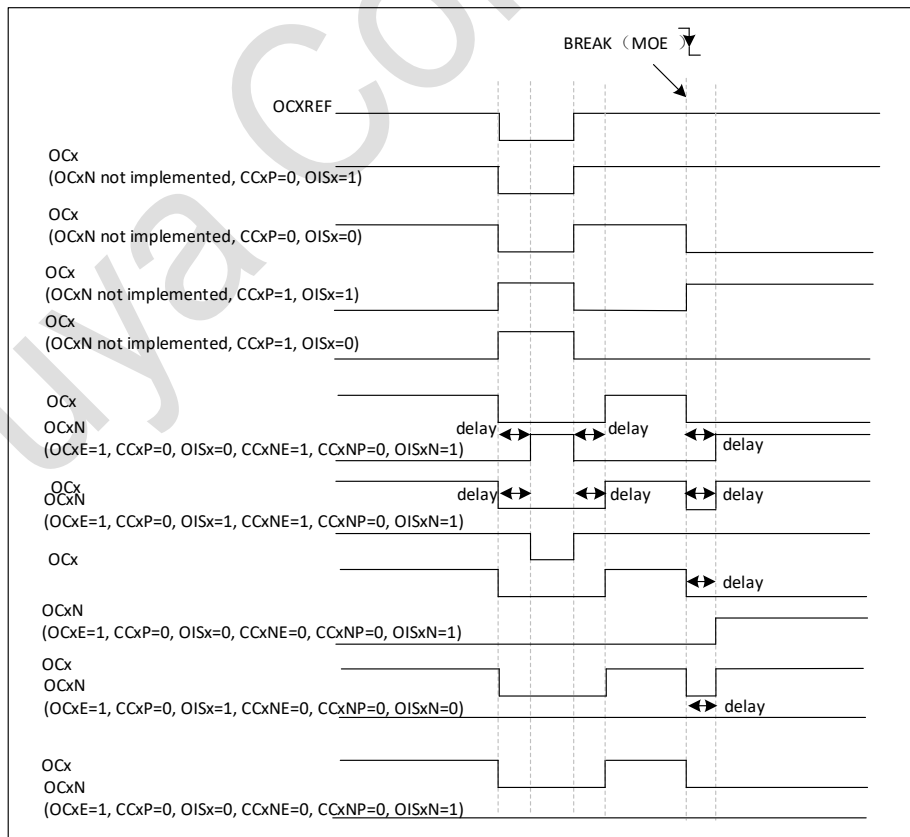 BREAK（MOE ）
OCXREF
OCx
(OCxN not implemented, CCxP=0, OISx=1)
OCx
(OCxN not implemented, CCxP=0, OISx=0)
OCx
(OCxN not implemented, CCxP=1, OISx=1)
OCx
(OCxN not implemented, CCxP=1, OISx=0)
OCx
OCxN
delay delay delay
(OCxE=1, CCxP=0, OISx=0, CCxNE=1, CCxNP=0, OISxN=1)
OCx
OCxN
delay delay delay
(OCxE=1, CCxP=0, OISx=1, CCxNE=1, CCxNP=0, OISxN=1)
OCx
delay
OCxN
(OCxE=1, CCxP=0, OISx=0, CCxNE=0, CCxNP=0, OISxN=1)
OCx
OCxN
(OCxE=1, CCxP=0, OISx=1, CCxNE=0, CCxNP=0, OISxN=0)
delay
OCx
OCxN
(OCxE=1, CCxP=0, OISx=0, CCxNE=0, CCxNP=0, OISxN=1)